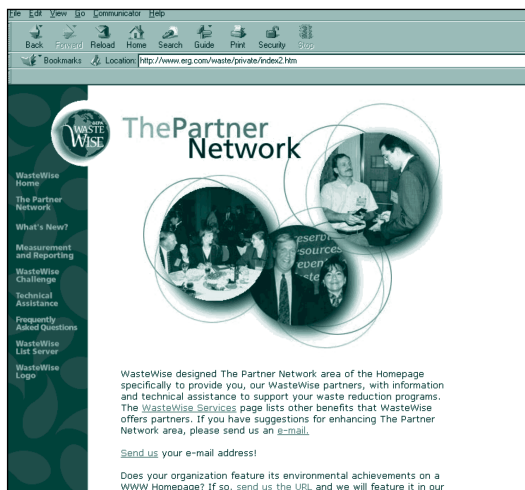 File Edit View Go Communicator Help
Back Forward Reload Home Search Guide Print Security Stop
Bookmarks Location: http://www.erg.com/waste/private/index2.htm
EPA
WASTE
WISE
ThePartner
Network
WasteWise
Home
The Partner
Network
What's New?
Measurement
and Reporting
WasteWise
Challenge
Technical
Assistance
Frequently
Asked Questions
WasteWise
List Server
WasteWise
Logo
WasteWise designed The Partner Network area of the Homepage
specifically to provide you, our WasteWise partners, with information
and technical assistance to support your waste reduction programs.
The WasteWise Services page lists other benefits that WasteWise
offers partners. If you have suggestions for enhancing The Partner
Network area, please send us an e-mail.
Send us your e-mail address!
Does your organization feature its environmental achievements on a
WWW Homepage? If so, send us the URL and we will feature it in our